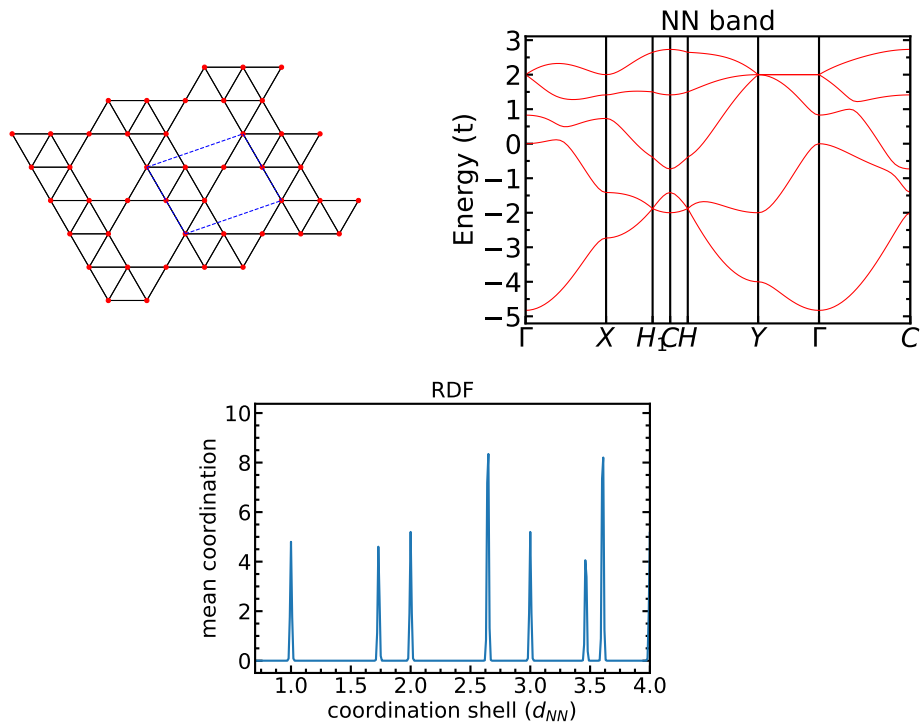 NN band
Energy (t)
3
2
1
0
−1
−2
−3
−4
−5
Γ X H₁ C H Y Γ C
RDF
mean coordination
10
8
6
4
2
0
1.0 1.5 2.0 2.5 3.0 3.5 4.0
coordination shell (d_NN)